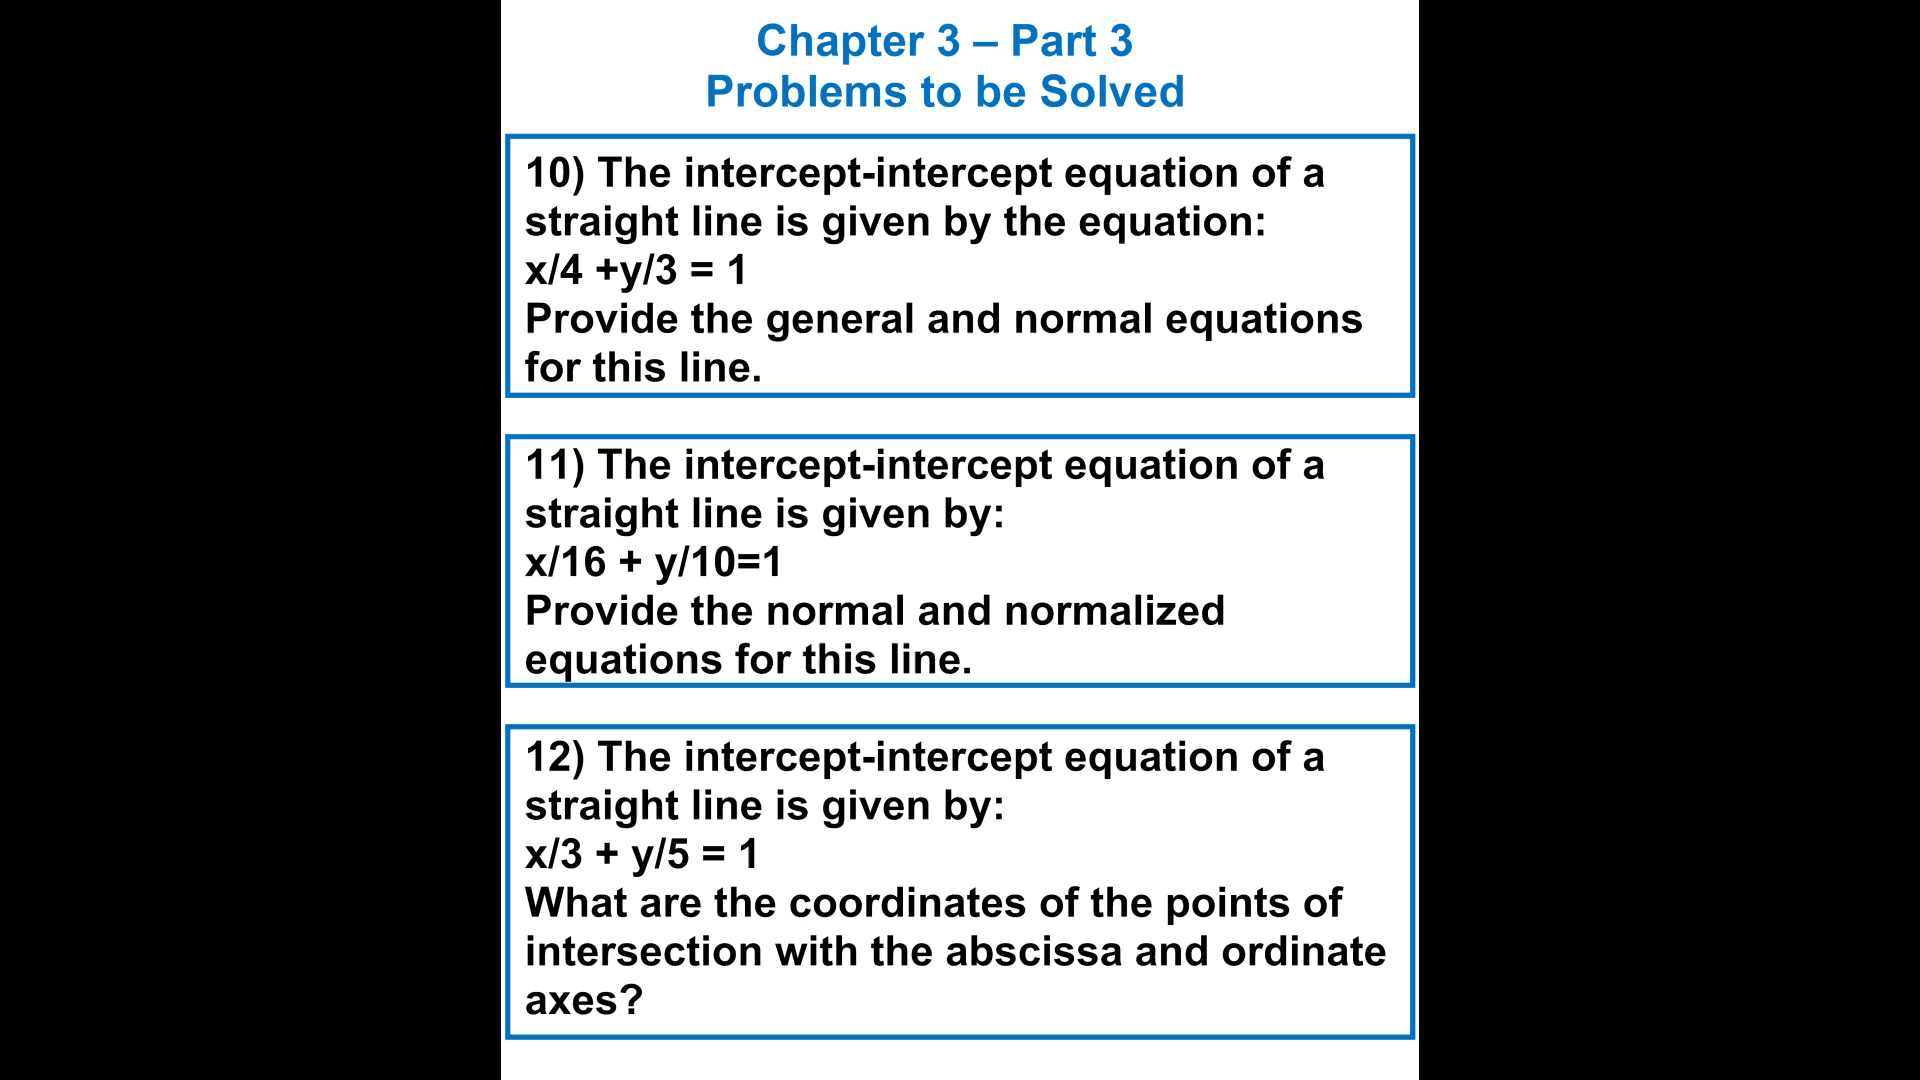 Chapter 3 – Part 3
Problems to be Solved
10) The intercept-intercept equation of a
straight line is given by the equation:
x/4 +y/3 = 1
Provide the general and normal equations
for this line.
11) The intercept-intercept equation of a
straight line is given by:
x/16 + y/10=1
Provide the normal and normalized
equations for this line.
12) The intercept-intercept equation of a
straight line is given by:
x/3 + y/5 = 1
What are the coordinates of the points of
intersection with the abscissa and ordinate
axes?